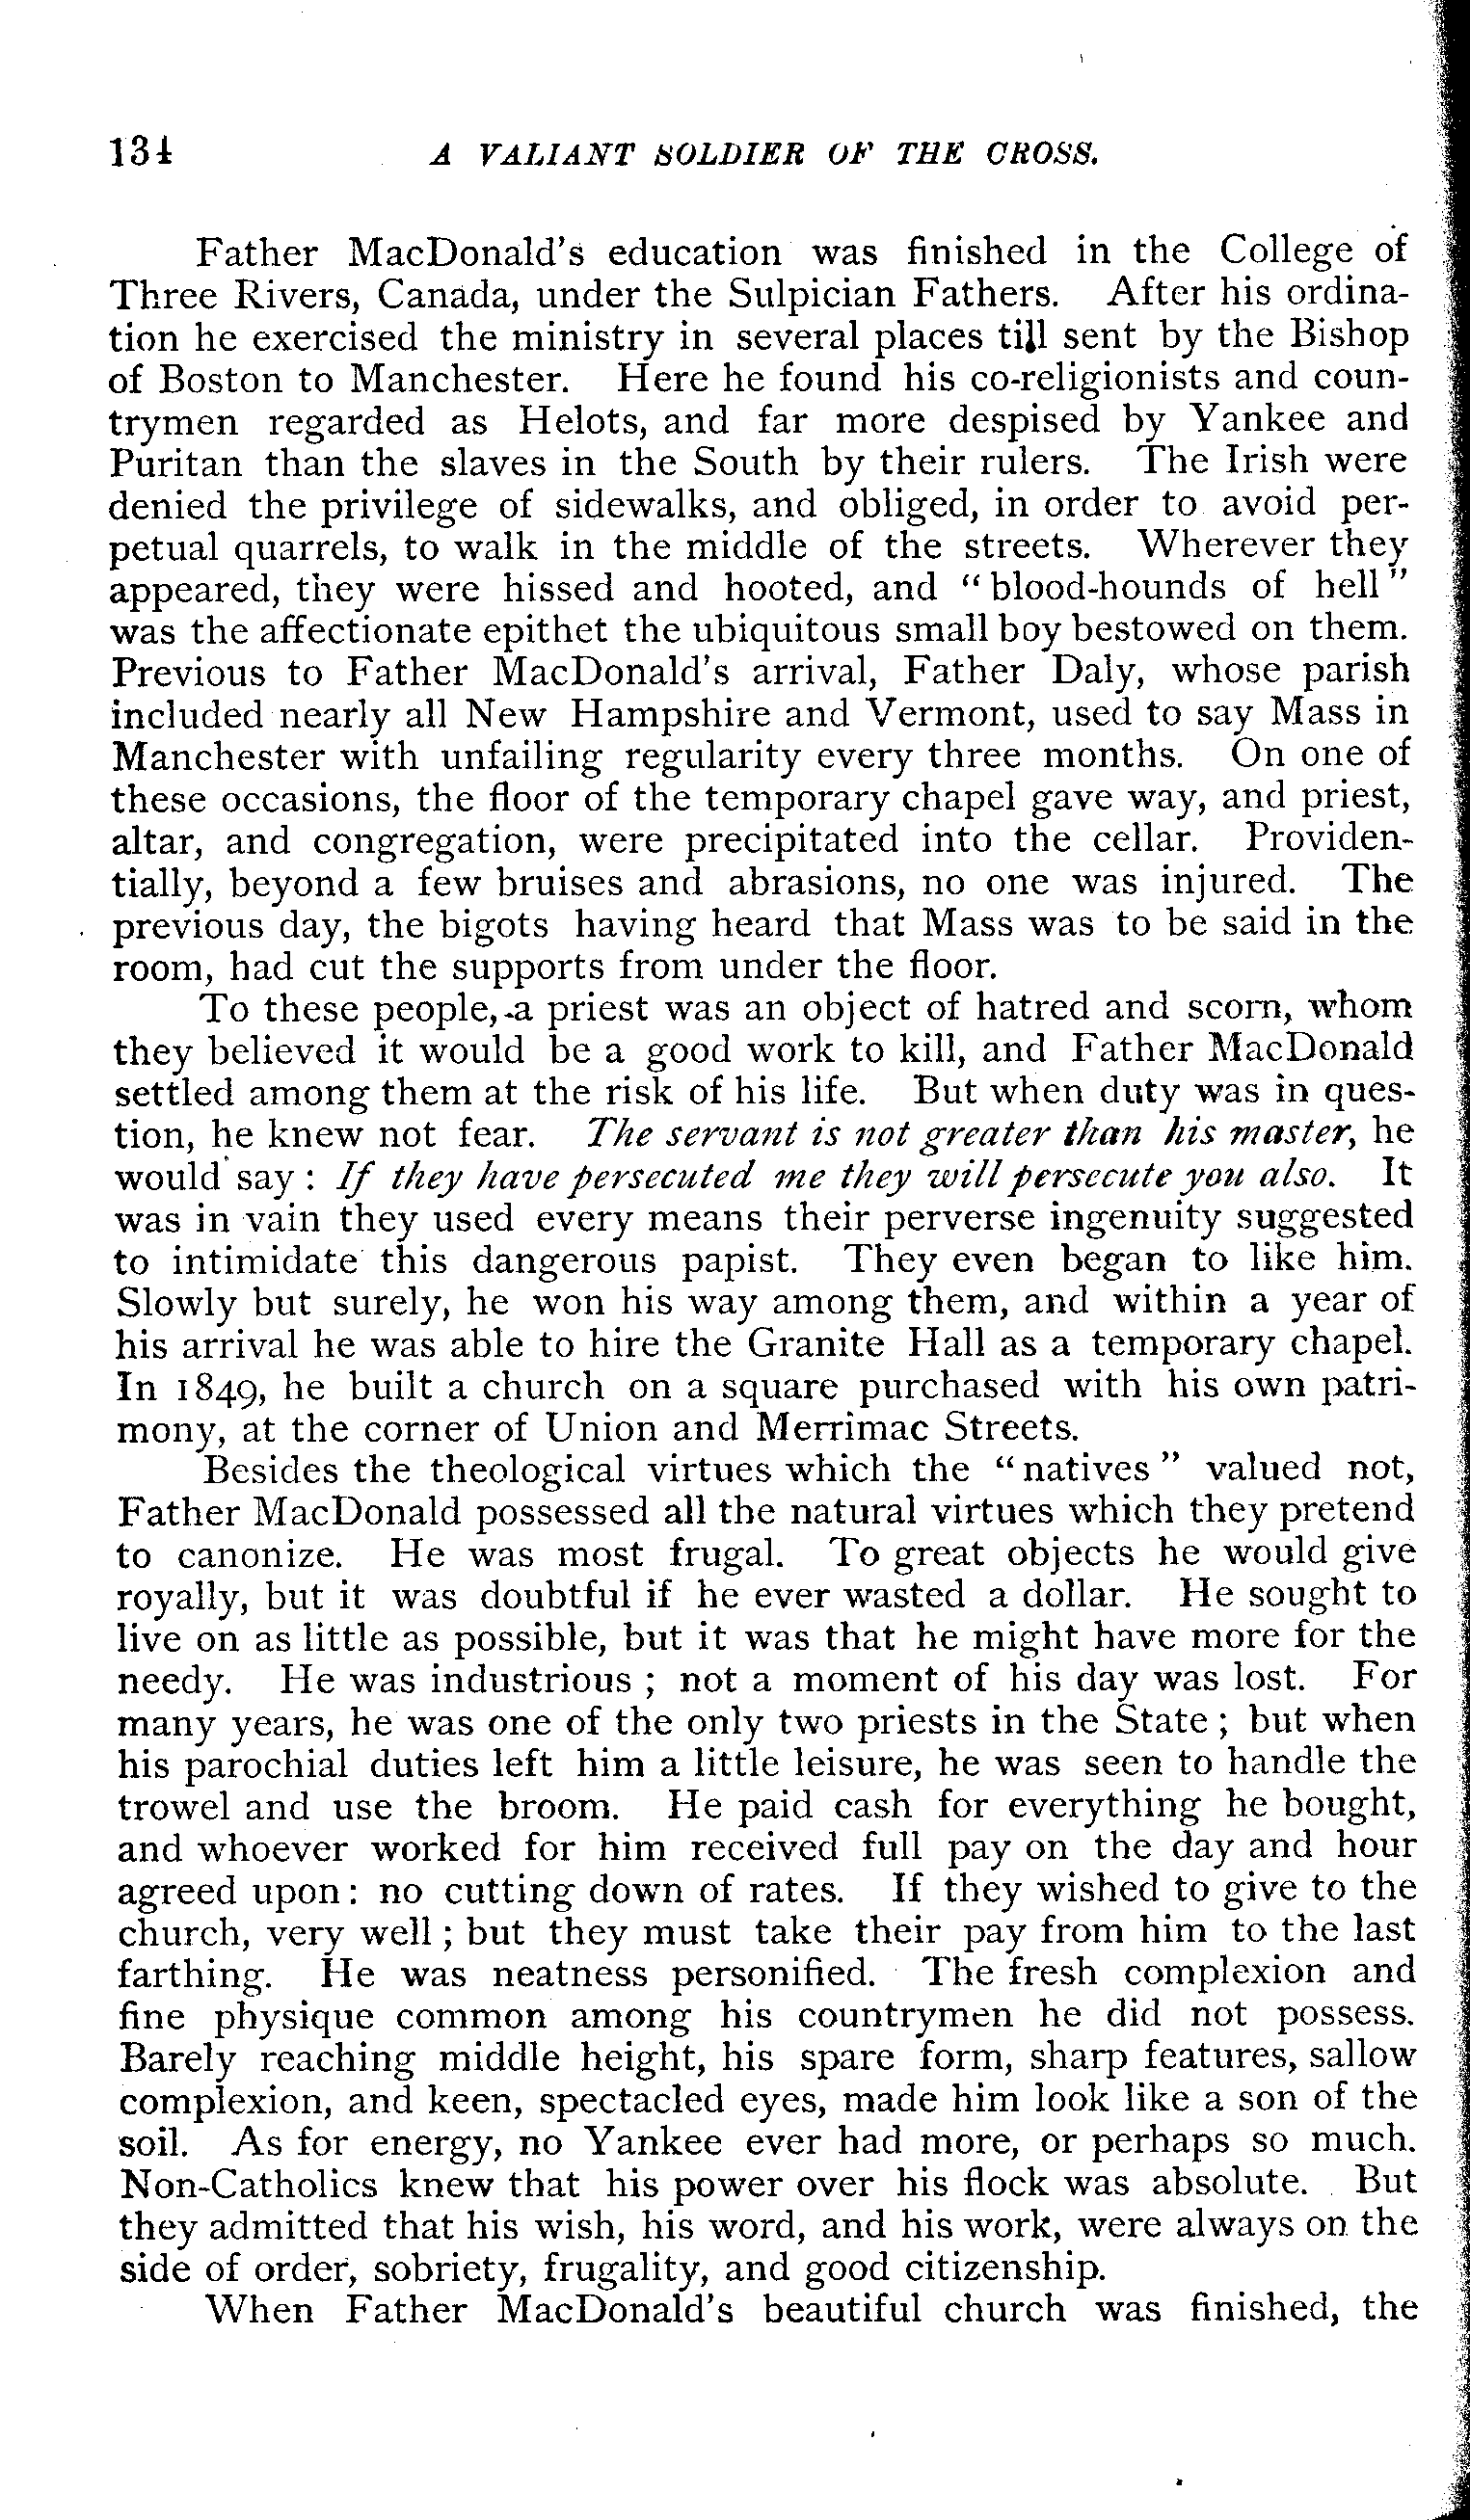 134 A VALIANT SOLDIER OF THE CROSS.
Father MacDonald's education was finished in the College of
Three Rivers, Canada, under the Sulpician Fathers. After his ordina-
tion he exercised the ministry in several places till sent by the Bishop
of Boston to Manchester. Here he found his co-religionists and coun-
trymen regarded as Helots, and far more despised by Yankee and
Puritan than the slaves in the South by their rulers. The Irish were
denied the privilege of sidewalks, and obliged, in order to avoid per-
petual quarrels, to walk in the middle of the streets. Wherever they
appeared, they were hissed and hooted, and "blood-hounds of hell"
was the affectionate epithet the ubiquitous small boy bestowed on them.
Previous to Father MacDonald's arrival, Father Daly, whose parish
included nearly all New Hampshire and Vermont, used to say Mass in
Manchester with unfailing regularity every three months. On one of
these occasions, the floor of the temporary chapel gave way, and priest,
altar, and congregation, were precipitated into the cellar. Providen-
tially, beyond a few bruises and abrasions, no one was injured. The
previous day, the bigots having heard that Mass was to be said in the
room, had cut the supports from under the floor.
To these people, a priest was an object of hatred and scorn, whom
they believed it would be a good work to kill, and Father MacDonald
settled among them at the risk of his life. But when duty was in ques-
tion, he knew not fear. The servant is not greater than his master, he
would say : If they have persecuted me they will persecute you also. It
was in vain they used every means their perverse ingenuity suggested
to intimidate this dangerous papist. They even began to like him.
Slowly but surely, he won his way among them, and within a year of
his arrival he was able to hire the Granite Hall as a temporary chapel.
In 1849, he built a church on a square purchased with his own patri-
mony, at the corner of Union and Merrimac Streets.
Besides the theological virtues which the "natives" valued not,
Father MacDonald possessed all the natural virtues which they pretend
to canonize. He was most frugal. To great objects he would give
royally, but it was doubtful if he ever wasted a dollar. He sought to
live on as little as possible, but it was that he might have more for the
needy. He was industrious ; not a moment of his day was lost. For
many years, he was one of the only two priests in the State ; but when
his parochial duties left him a little leisure, he was seen to handle the
trowel and use the broom. He paid cash for everything he bought,
and whoever worked for him received full pay on the day and hour
agreed upon : no cutting down of rates. If they wished to give to the
church, very well ; but they must take their pay from him to the last
farthing. He was neatness personified. The fresh complexion and
fine physique common among his countrymen he did not possess.
Barely reaching middle height, his spare form, sharp features, sallow
complexion, and keen, spectacled eyes, made him look like a son of the
soil. As for energy, no Yankee ever had more, or perhaps so much.
Non-Catholics knew that his power over his flock was absolute. But
they admitted that his wish, his word, and his work, were always on the
side of order, sobriety, frugality, and good citizenship.
When Father MacDonald's beautiful church was finished, the